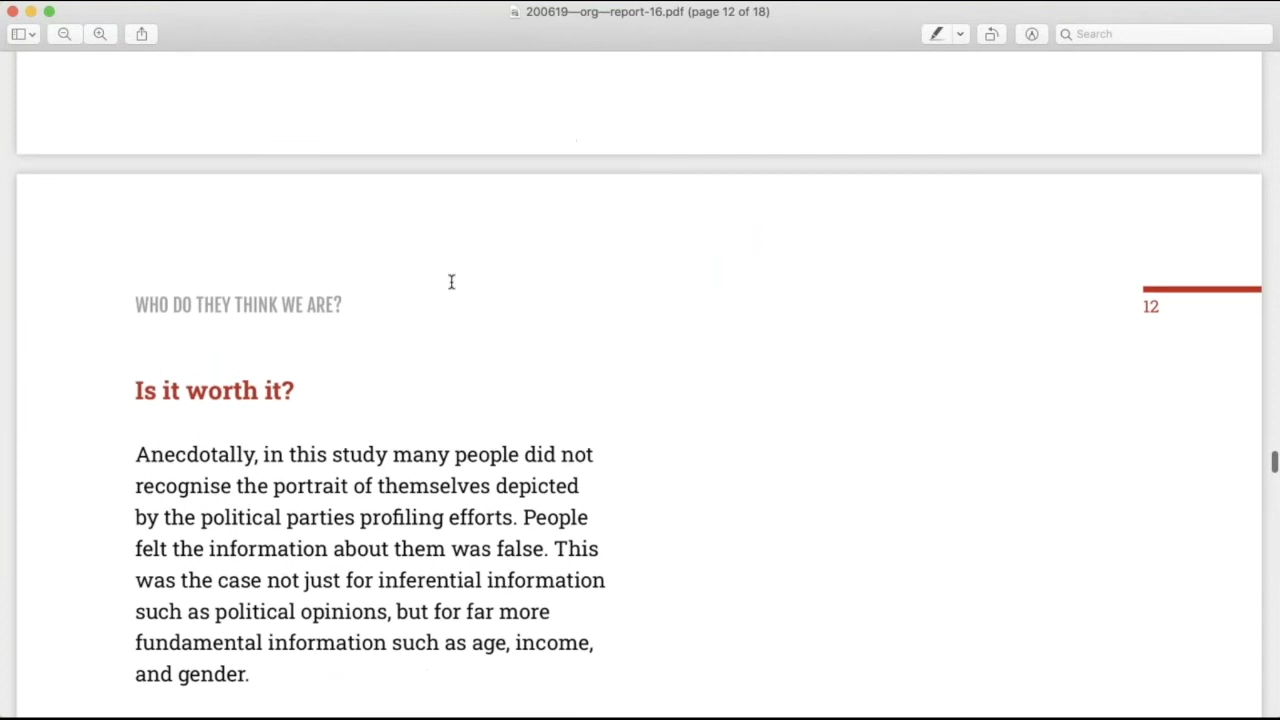 200619—org—report-16.pdf (page 12 of 18)
Search
WHO DO THEY THINK WE ARE?
12
Is it worth it?
Anecdotally, in this study many people did not
recognise the portrait of themselves depicted
by the political parties profiling efforts. People
felt the information about them was false. This
was the case not just for inferential information
such as political opinions, but for far more
fundamental information such as age, income,
and gender.